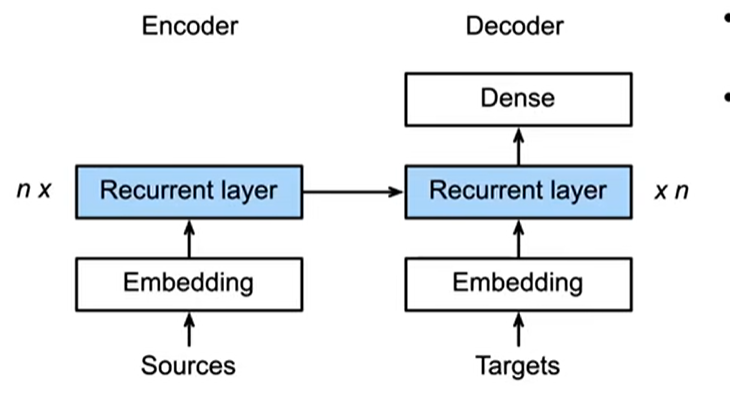 Encoder Decoder
Dense
n x Recurrent layer Recurrent layer x n
Embedding Embedding
Sources Targets